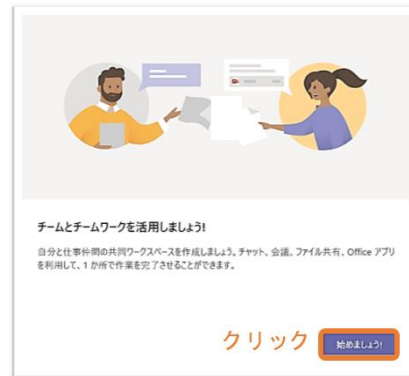 チームとチームワークを活用しましょう!
自分と仕事仲間の共同ワークスペースを作成しましょう。チャット、会議、ファイル共有、Office アプリ
を利用して、1 か所で作業を完了させることができます。
クリック
始めましょう!